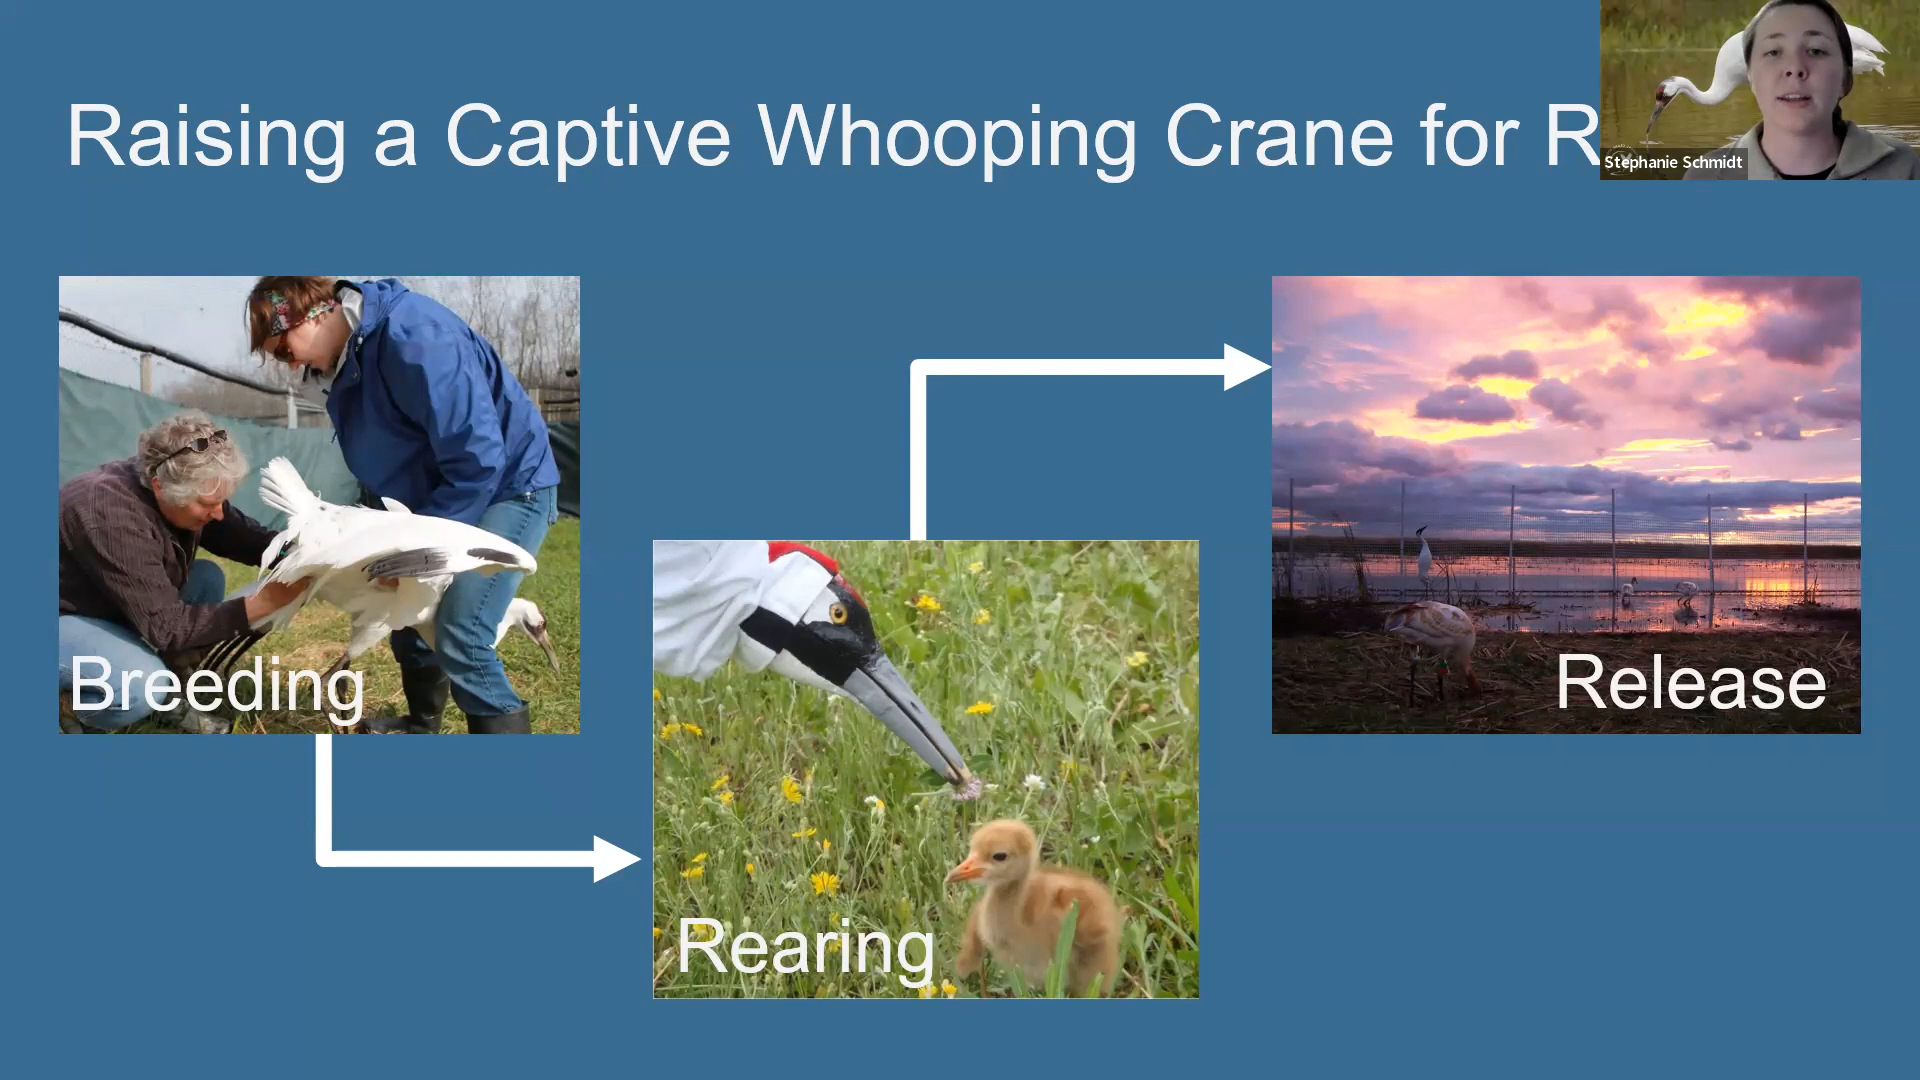 Raising a Captive Whooping Crane for R
Stephanie Schmidt
Breeding
Release
Rearing